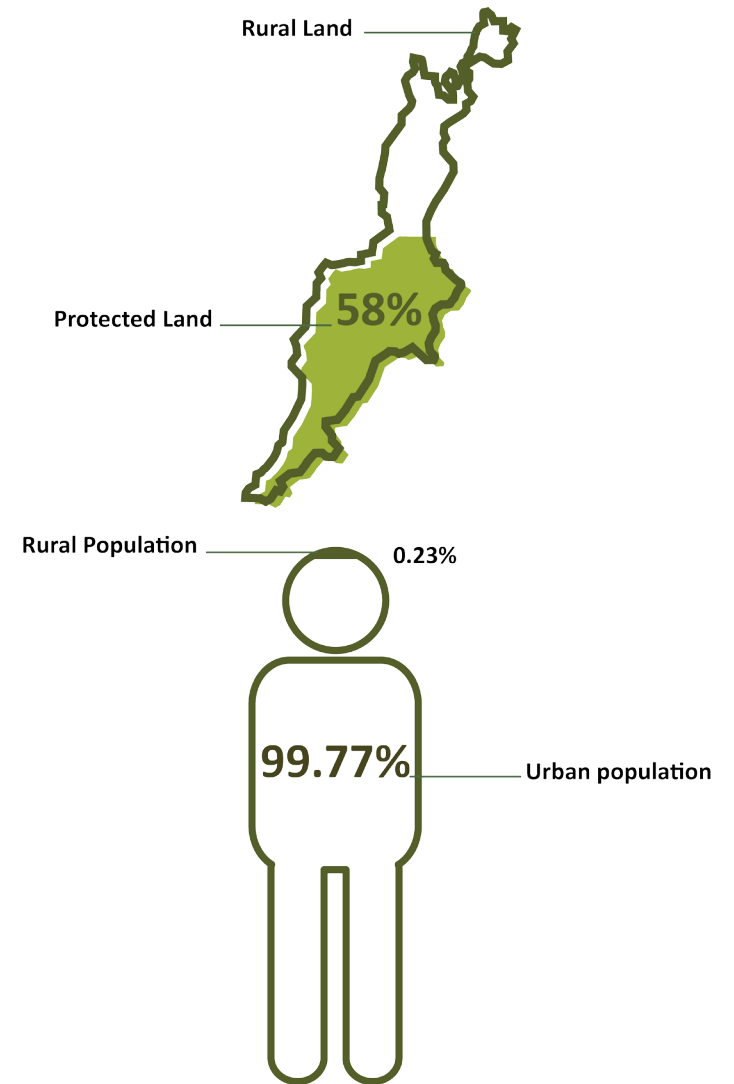 Rural Land
58%
Protected Land
Rural Population
0.23%
99.77%
Urban population